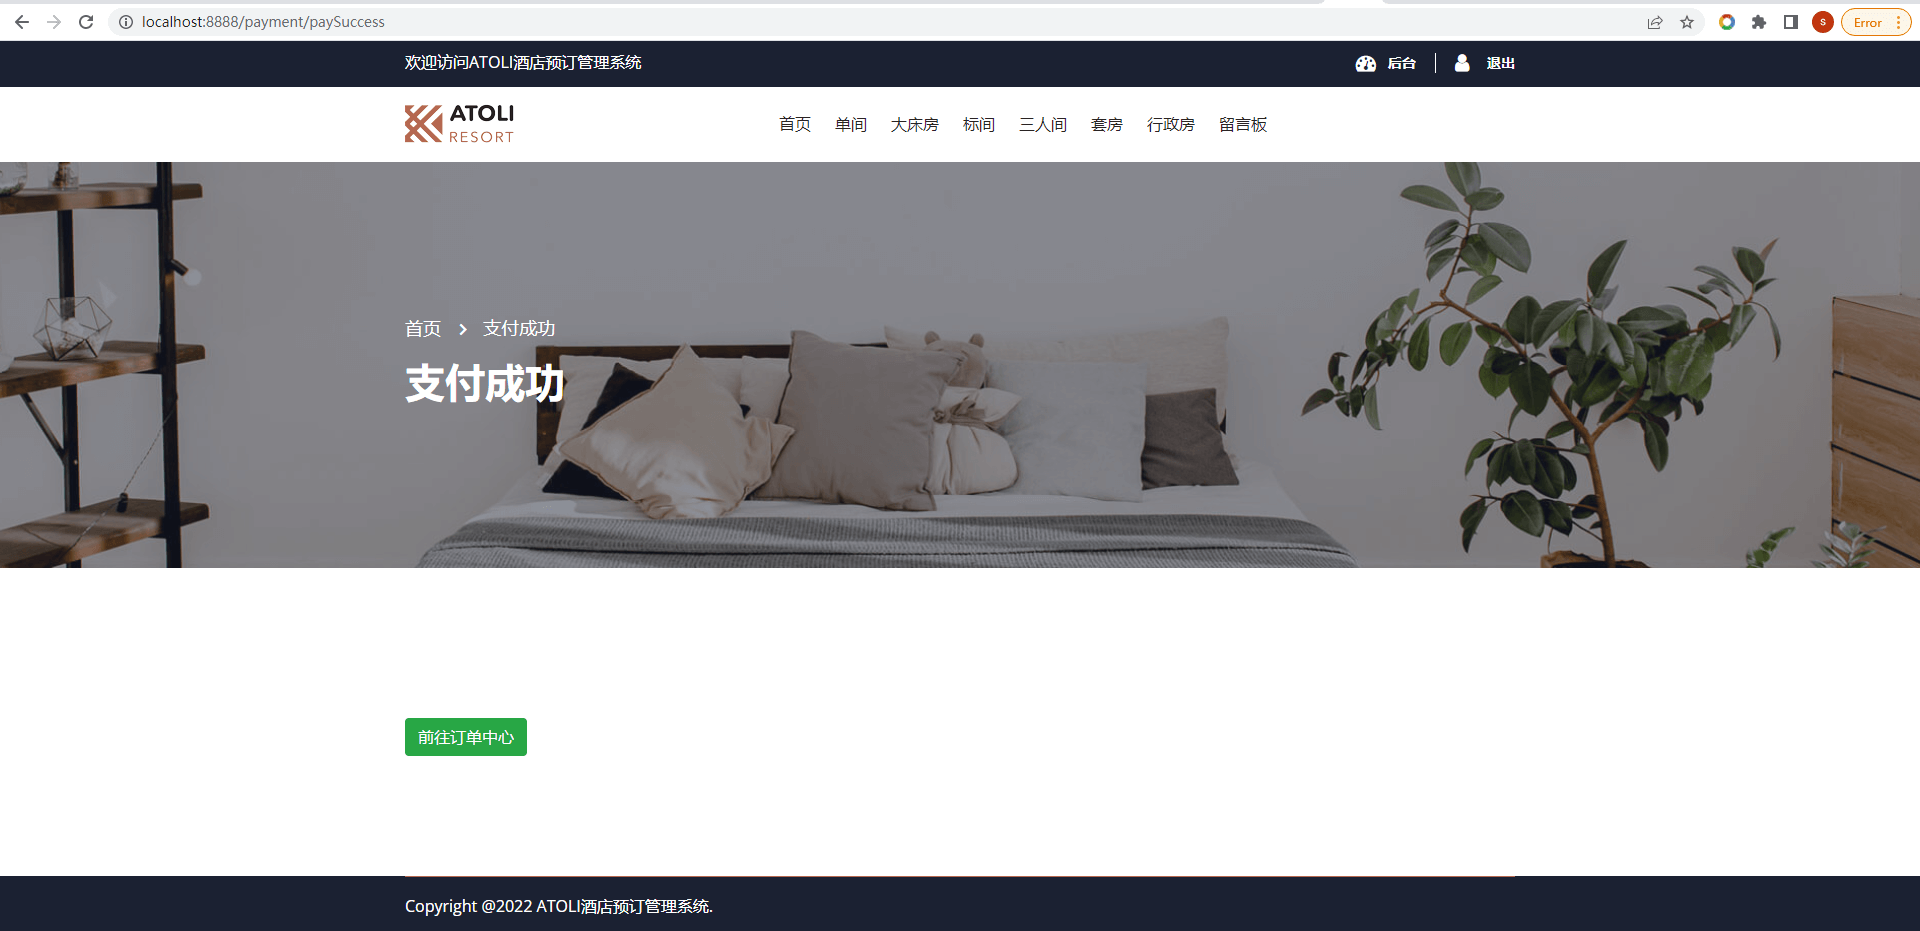 localhost:8888/payment/paySuccess
S
Error
欢迎访问ATOLI酒店预订管理系统
后台
退出
ATOLI
RESORT
首页 单间 大床房 标间 三人间 套房 行政房 留言板
首页 > 支付成功
支付成功
前往订单中心
Copyright @2022 ATOLI酒店预订管理系统.